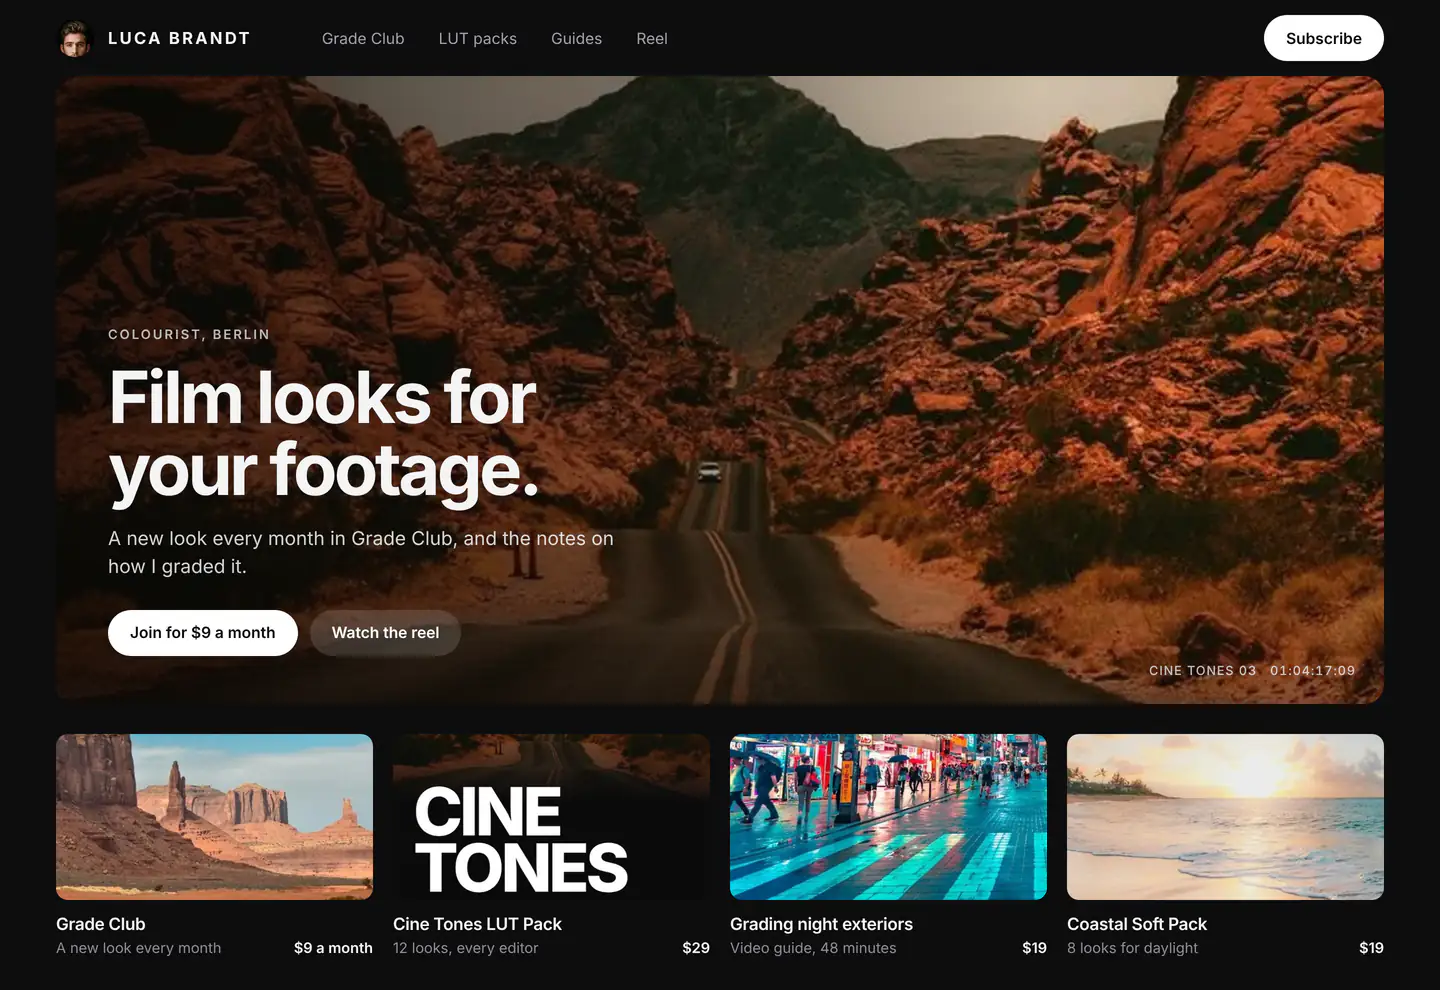 LUCA BRANDT
Grade Club
LUT packs
Guides
Reel
Subscribe
COLOURIST, BERLIN
Film looks for
your footage.
A new look every month in Grade Club, and the notes on
how I graded it.
Join for $9 a month
Watch the reel
CINE TONES 03 01:04:17:09
CINE
TONES
Grade Club
A new look every month
$9 a month
Cine Tones LUT Pack
12 looks, every editor
$29
Grading night exteriors
Video guide, 48 minutes
$19
Coastal Soft Pack
8 looks for daylight
$19